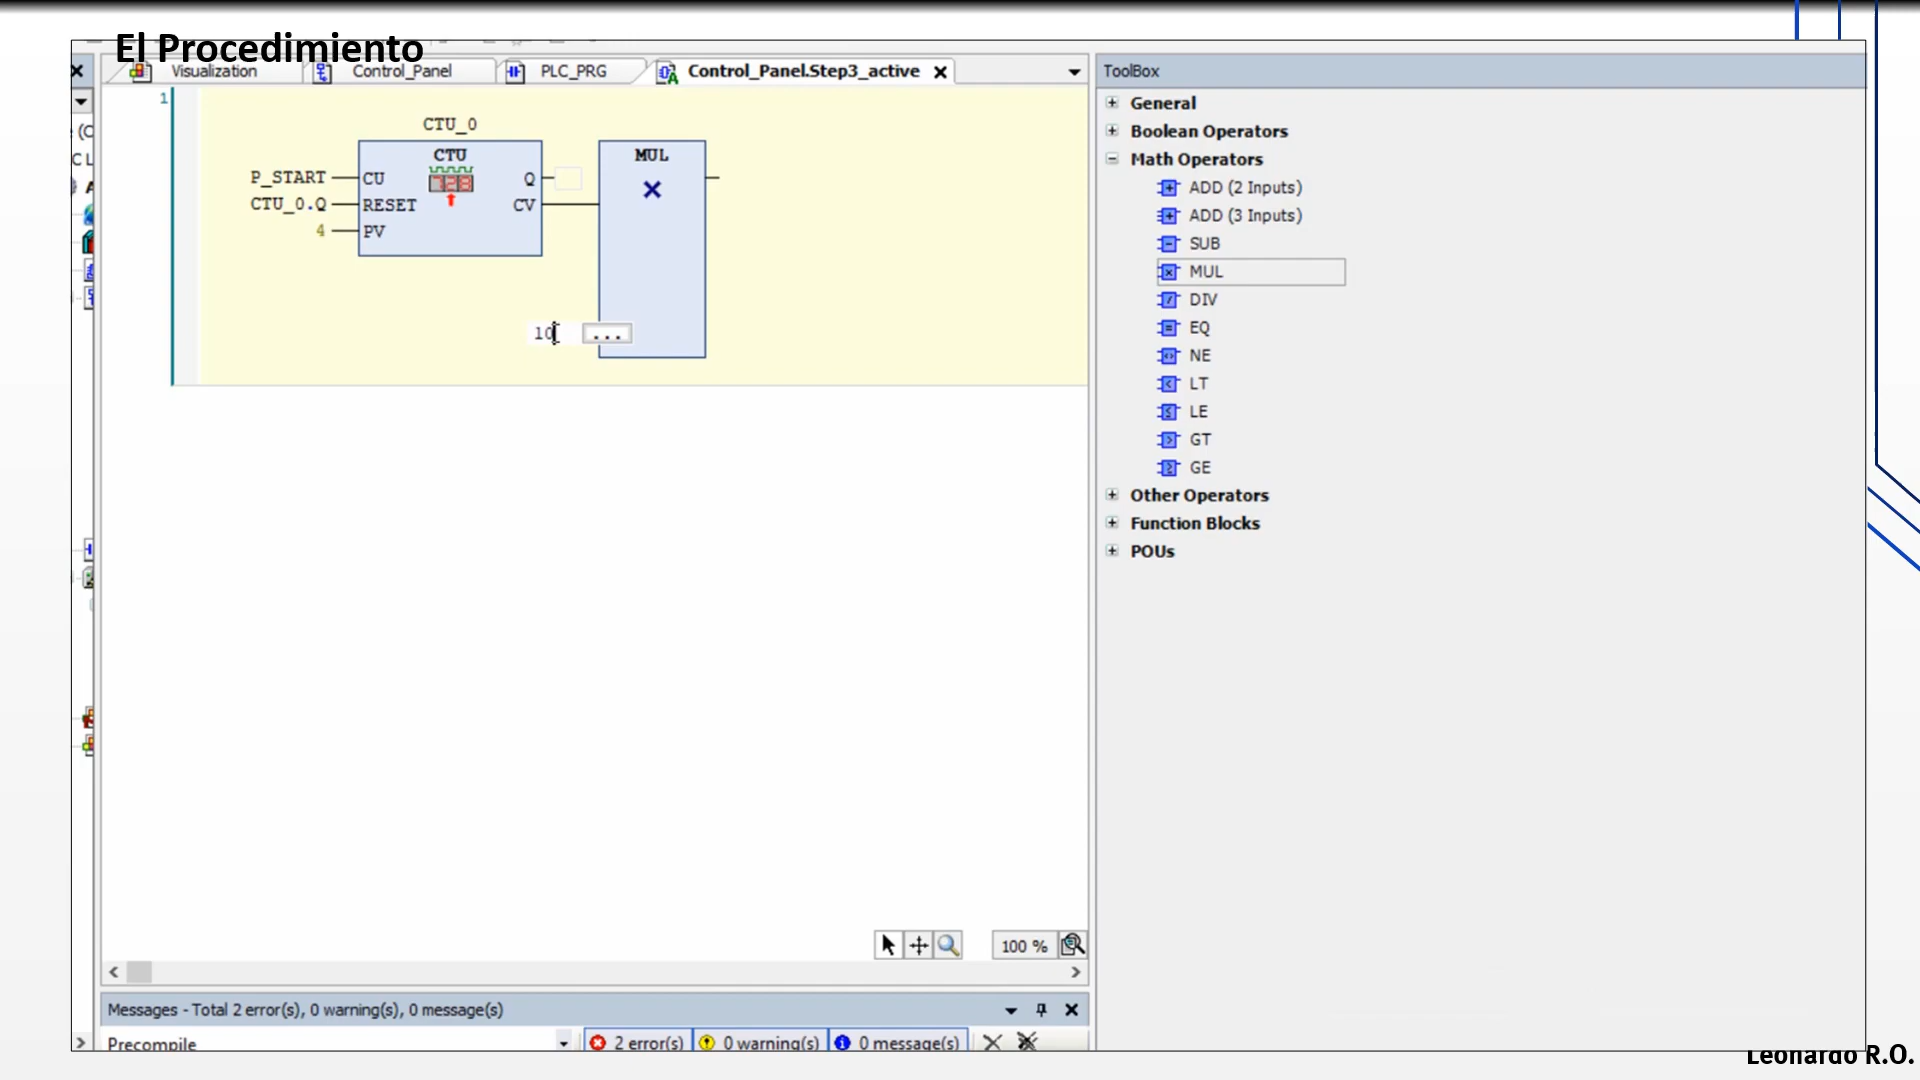 El Procedimiento
Visualization
Control_Panel
PLC_PRG
Control_Panel.Step3_active
ToolBox
1
CTU_0
CTU
P_START
CU
Q
CTU_0.Q
RESET
CV
4
PV
MUL
10
...
General
Boolean Operators
Math Operators
ADD (2 Inputs)
ADD (3 Inputs)
SUB
MUL
DIV
EQ
NE
LT
LE
GT
GE
Other Operators
Function Blocks
POUs
100 %
Messages - Total 2 error(s), 0 warning(s), 0 message(s)
Precompile
2 error(s)
0 warning(s)
0 message(s)
Leonardo R.O.